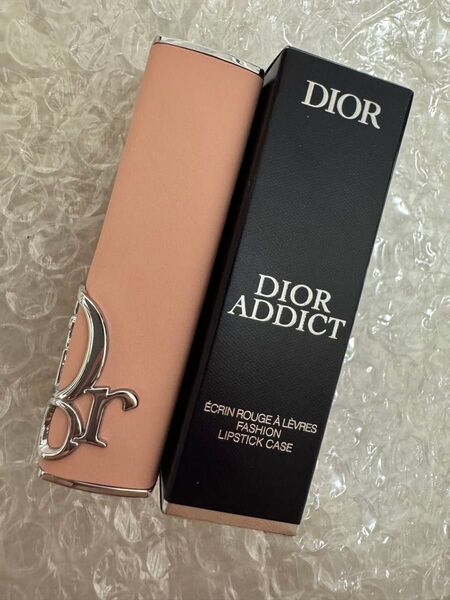 DIOR
DIOR
ADDICT
ÉCRIN ROUGE À LÈVRES
FASHION
LIPSTICK CASE